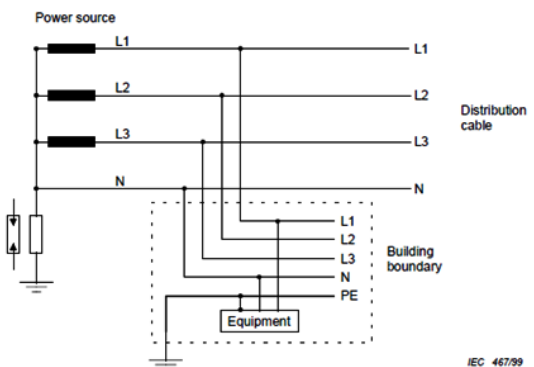 Power source
L1
L1
L2
L2
Distribution
cable
L3
L3
N
N
L1
L2
Building
boundary
L3
N
PE
Equipment
IEC 467/99